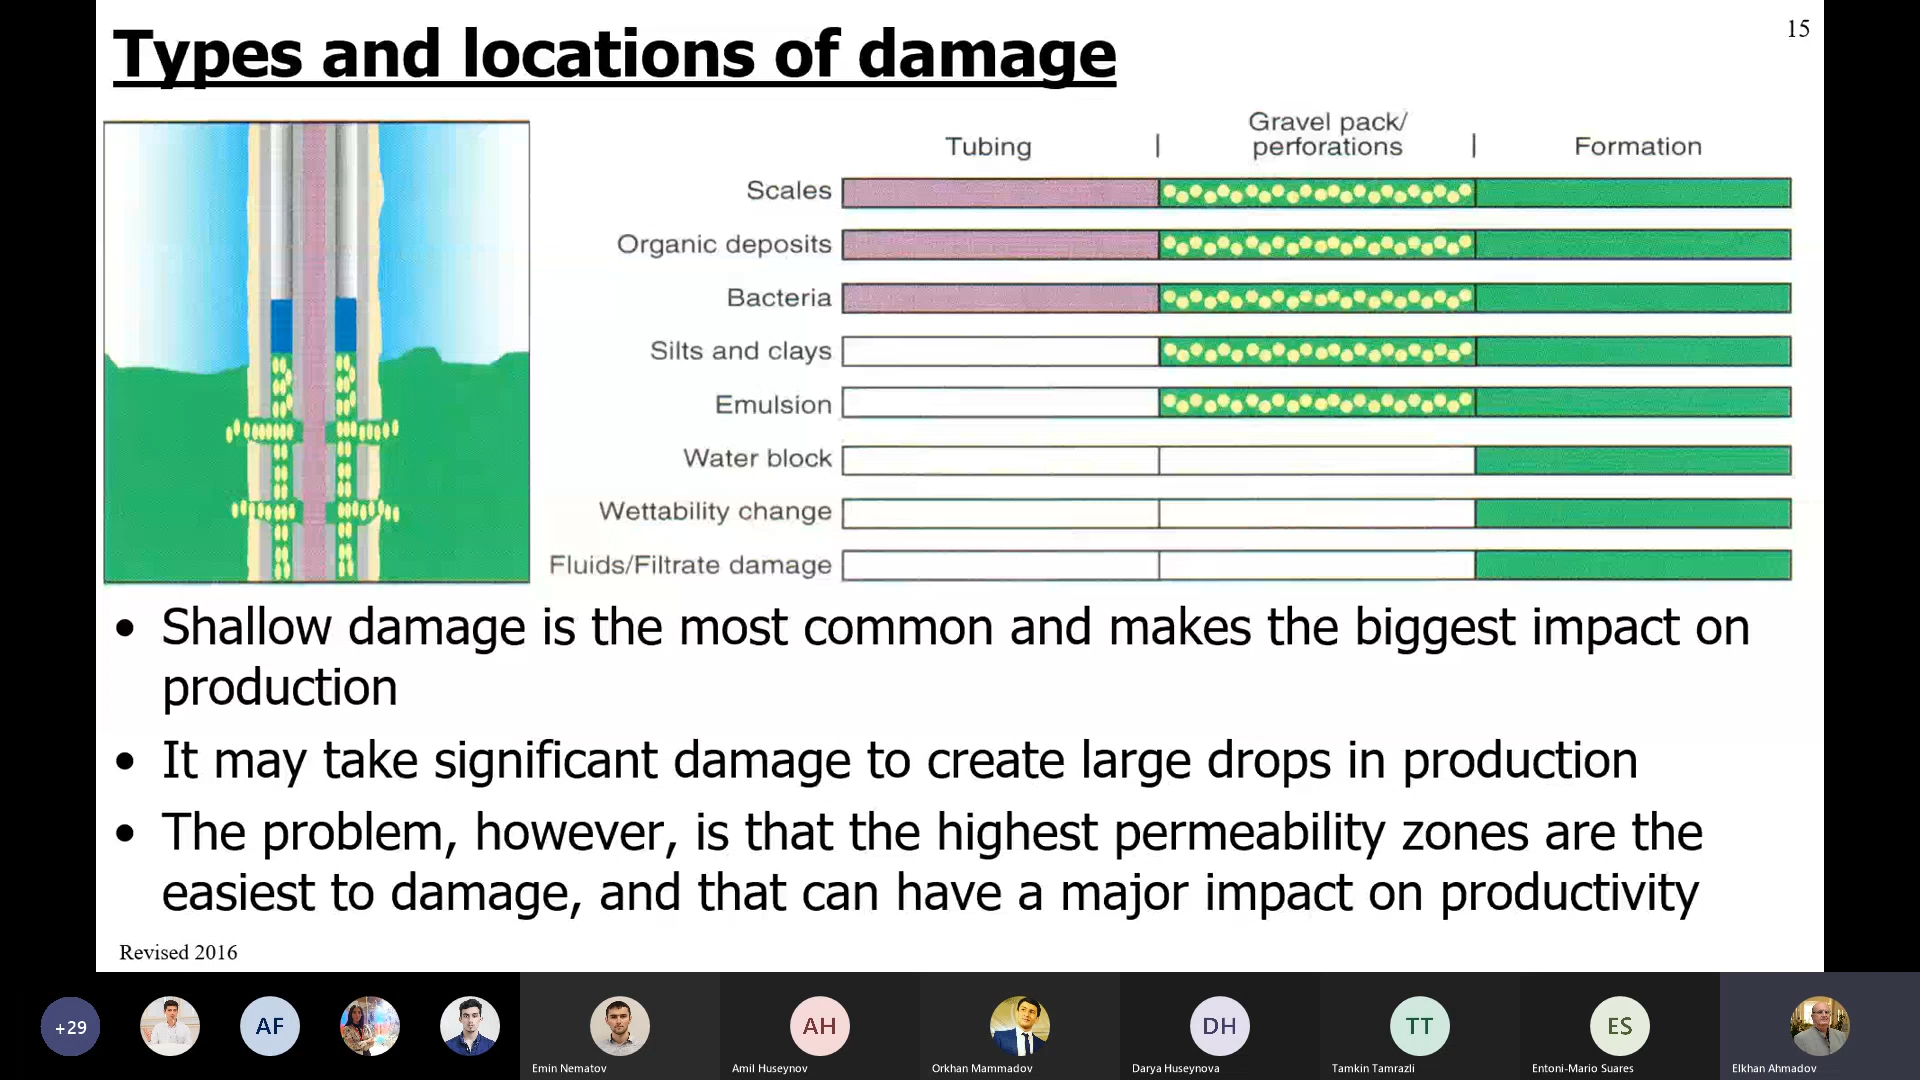 15
Types and locations of damage
Tubing | Gravel pack/ perforations | Formation
Scales
Organic deposits
Bacteria
Silts and clays
Emulsion
Water block
Wettability change
Fluids/Filtrate damage
• Shallow damage is the most common and makes the biggest impact on
production
• It may take significant damage to create large drops in production
• The problem, however, is that the highest permeability zones are the
easiest to damage, and that can have a major impact on productivity
Revised 2016
+29
AF
AH
DH
TT
ES
Emin Nematov
Amil Huseynov
Orkhan Mammadov
Darya Huseynova
Tamkin Tamrazli
Entoni-Mario Suares
Elkhan Ahmadov